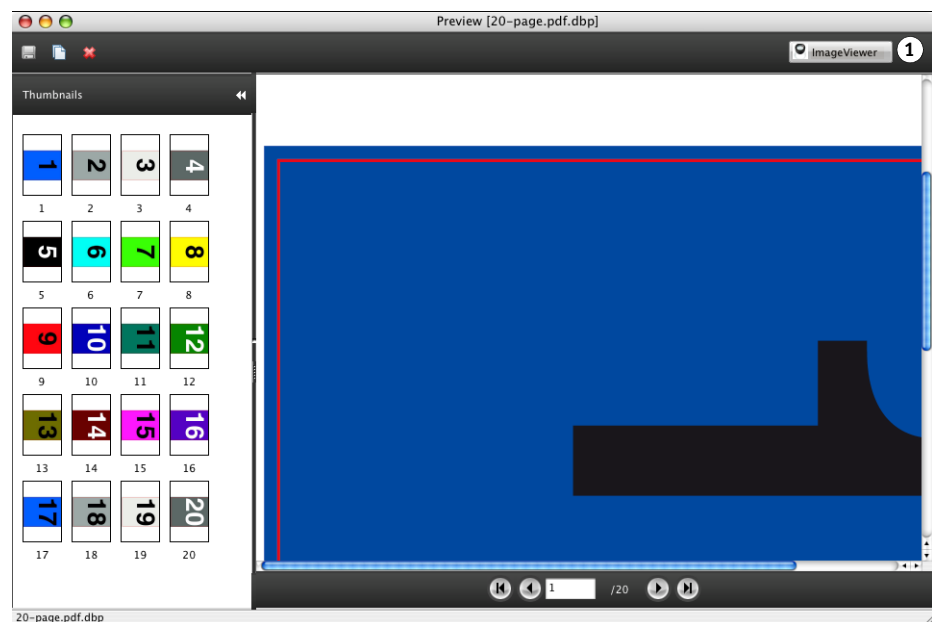 Preview [20-page.pdf.dbp]
ImageViewer 1
Thumbnails
1 2 3 4
1 2 3 4
5 6 7 8
5 6 7 8
9 10 11 12
9 10 11 12
13 14 15 16
13 14 15 16
17 18 19 20
17 18 19 20
1 /20
20-page.pdf.dbp